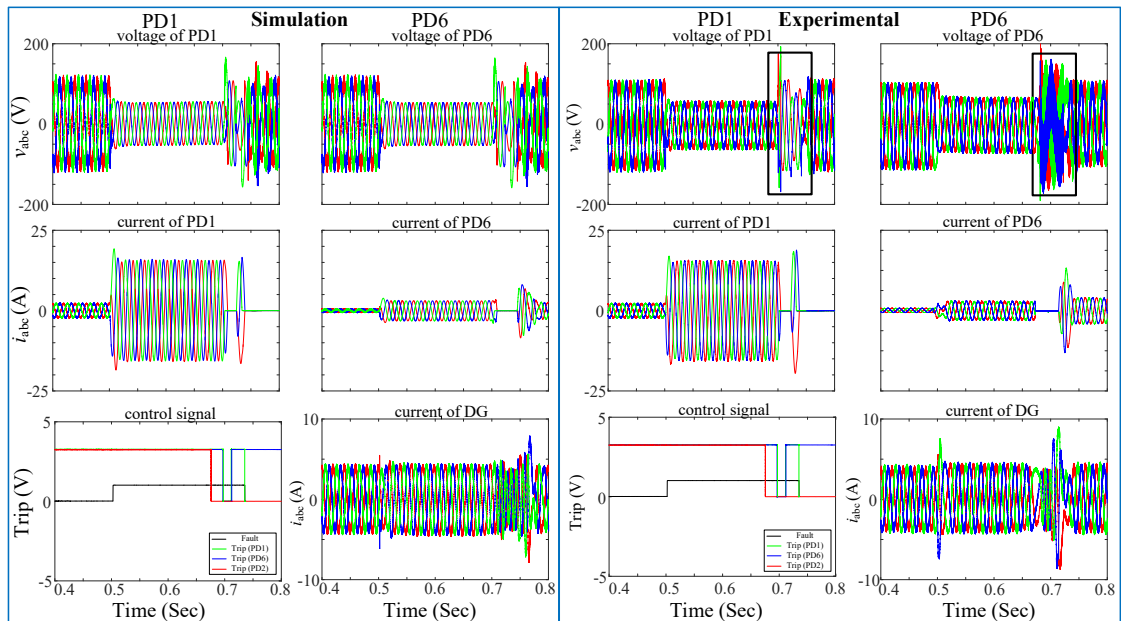 PD1 Simulation PD6
voltage of PD1 voltage of PD6
200
0
-200
v_abc (V)
current of PD1 current of PD6
25
0
-25
i_abc (A)
control signal current of DG
5
0
-5
Trip (V)
Fault
Trip (PD1)
Trip (PD6)
Trip (PD2)
10
0
-10
i_abc (A)
0.4 0.5 0.6 0.7 0.8 0.4 0.5 0.6 0.7 0.8
Time (Sec) Time (Sec)
PD1 Experimental PD6
voltage of PD1 voltage of PD6
200
0
-200
v_abc (V)
current of PD1 current of PD6
25
0
-25
i_abc (A)
control signal current of DG
5
0
-5
Trip (V)
Fault
Trip (PD1)
Trip (PD6)
Trip (PD2)
10
0
-10
i_abc (A)
0.4 0.5 0.6 0.7 0.8 0.4 0.5 0.6 0.7 0.8
Time (Sec) Time (Sec)